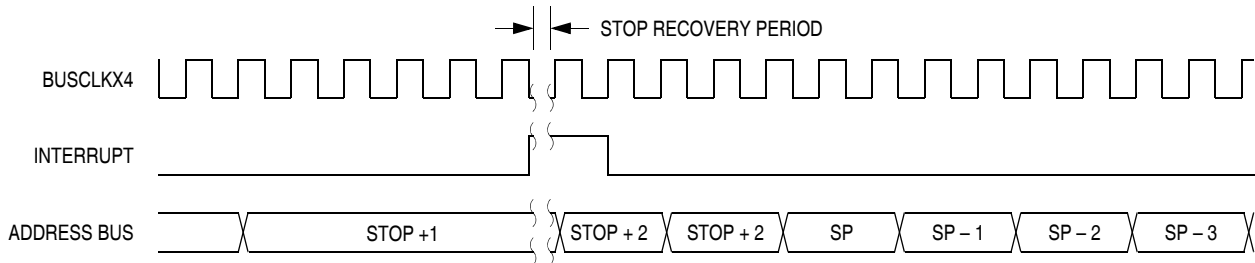 STOP RECOVERY PERIOD
BUSCLKX4
INTERRUPT
ADDRESS BUS STOP +1 STOP + 2 STOP + 2 SP SP – 1 SP – 2 SP – 3